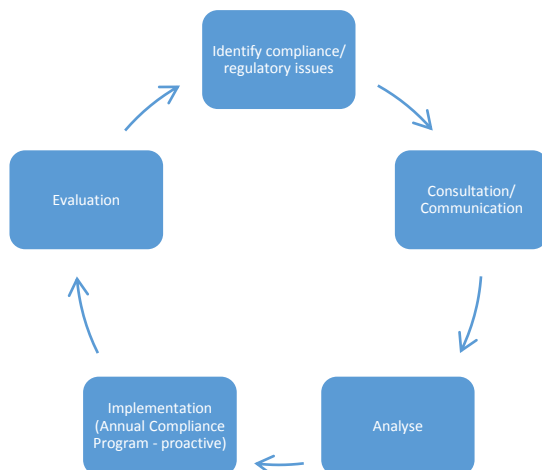 Identify compliance/
regulatory issues
Consultation/
Communication
Analyse
Implementation
(Annual Compliance
Program - proactive)
Evaluation